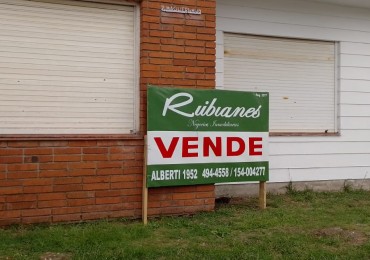 Rubianes
Negocios Inmobiliarios
VENDE
ALBERTI 1952 494-4558 / 154-004277